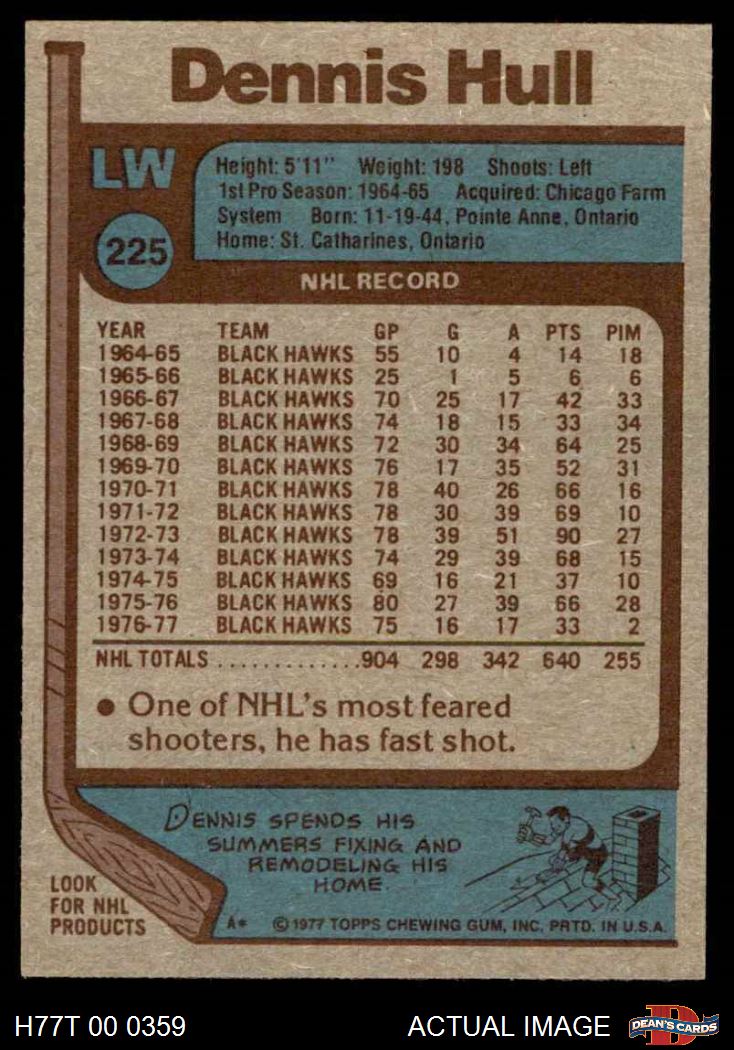 Dennis Hull
LW
225
Height: 5'11" Weight: 198 Shoots: Left
1st Pro Season: 1964-65 Acquired: Chicago Farm
System Born: 11-19-44, Pointe Anne, Ontario
Home: St. Catharines, Ontario
NHL RECORD
YEAR TEAM GP G A PTS PIM
1964-65 BLACK HAWKS 55 10 4 14 18
1965-66 BLACK HAWKS 25 1 5 6 6
1966-67 BLACK HAWKS 70 25 17 42 33
1967-68 BLACK HAWKS 74 18 15 33 34
1968-69 BLACK HAWKS 72 30 34 64 25
1969-70 BLACK HAWKS 76 17 35 52 31
1970-71 BLACK HAWKS 78 40 26 66 16
1971-72 BLACK HAWKS 78 30 39 69 10
1972-73 BLACK HAWKS 78 39 51 90 27
1973-74 BLACK HAWKS 74 29 39 68 15
1974-75 BLACK HAWKS 69 16 21 37 10
1975-76 BLACK HAWKS 80 27 39 66 28
1976-77 BLACK HAWKS 75 16 17 33 2
NHL TOTALS .............904 298 342 640 255
● One of NHL's most feared
shooters, he has fast shot.
DENNIS SPENDS HIS
SUMMERS FIXING AND
REMODELING HIS
HOME.
LOOK
FOR NHL
PRODUCTS
A* © 1977 TOPPS CHEWING GUM, INC. PRTD. IN U.S.A.
H77T 00 0359 ACTUAL IMAGE DEAN'S CARDS